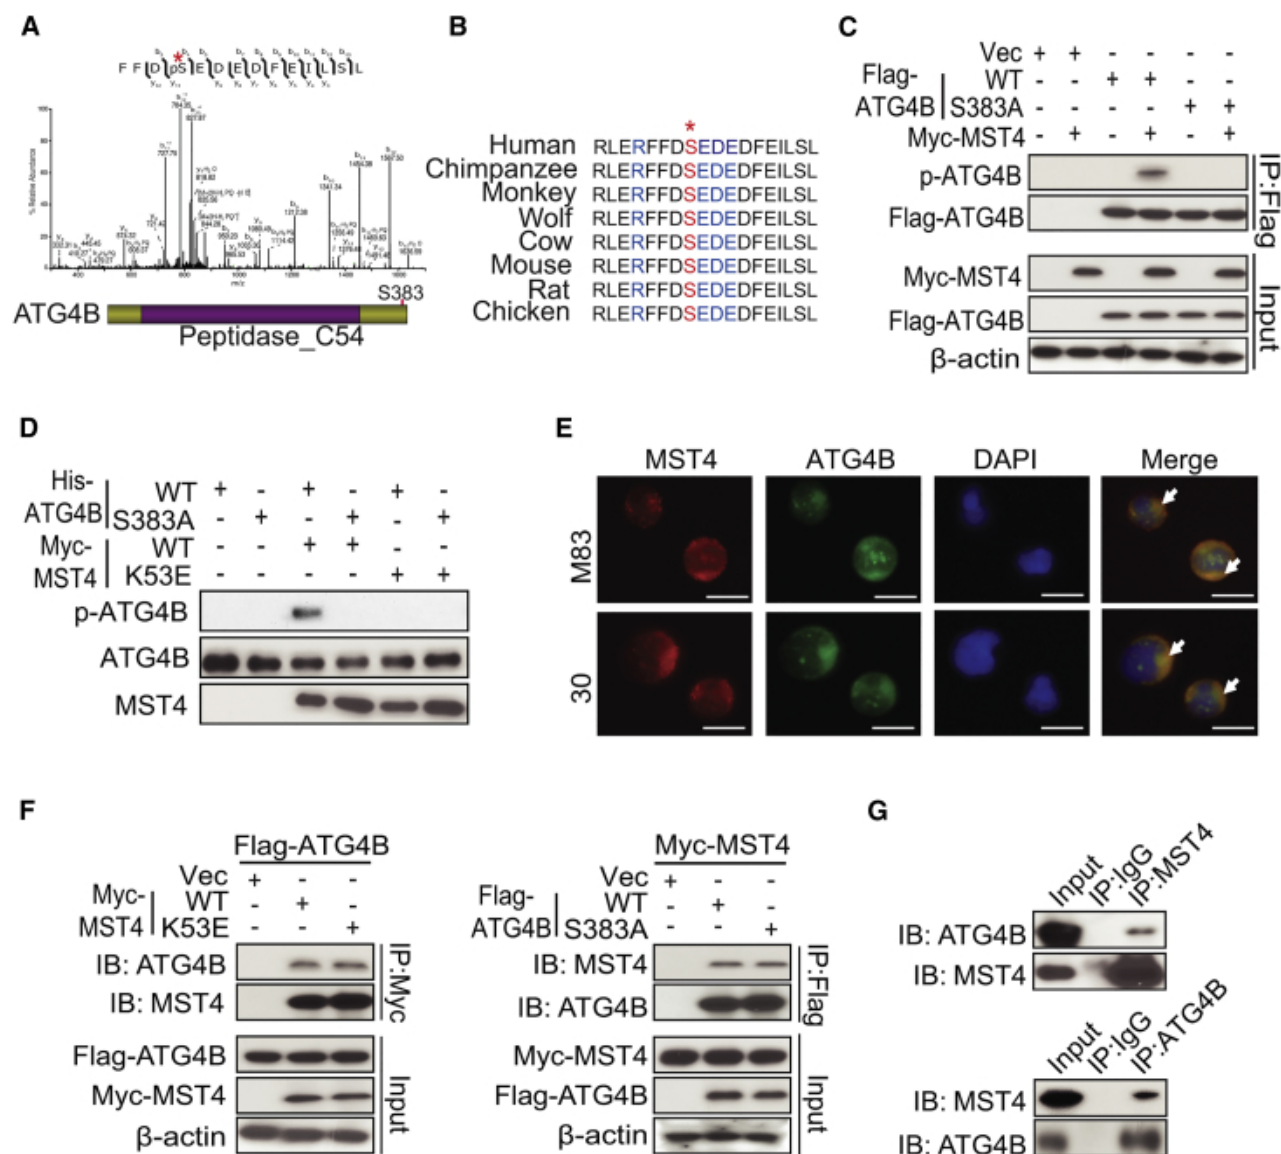 A
F F D pS E D E D F E I L S L
% Relative Abundance
m/z
S383
ATG4B
Peptidase_C54
B
*
Human RLERFFDSEDEDFEILSL
Chimpanzee RLERFFDSEDEDFEILSL
Monkey RLERFFDSEDEDFEILSL
Wolf RLERFFDSEDEDFEILSL
Cow RLERFFDSEDEDFEILSL
Mouse RLERFFDSEDEDFEILSL
Rat RLERFFDSEDEDFEILSL
Chicken RLERFFDSEDEDFEILSL
C
Vec + + - - - -
Flag-ATG4B WT - - + + - -
S383A - - - - + +
Myc-MST4 - + - + - +
p-ATG4B
Flag-ATG4B
IP:Flag
Myc-MST4
Flag-ATG4B
β-actin
Input
D
His-ATG4B WT + - + - + -
S383A - + - + - +
Myc-MST4 WT - - + + - -
K53E - - - - + +
p-ATG4B
ATG4B
MST4
E
MST4 ATG4B DAPI Merge
M83
30
F
Flag-ATG4B
Vec + - -
Myc-MST4 WT - + -
K53E - - +
IB: ATG4B
IB: MST4
IP:Myc
Flag-ATG4B
Myc-MST4
β-actin
Input
Myc-MST4
Vec + - -
Flag-ATG4B WT - + -
S383A - - +
IB: MST4
IB: ATG4B
IP:Flag
Myc-MST4
Flag-ATG4B
β-actin
Input
G
Input IP:IgG IP:MST4
IB: ATG4B
IB: MST4
Input IP:IgG IP:ATG4B
IB: MST4
IB: ATG4B